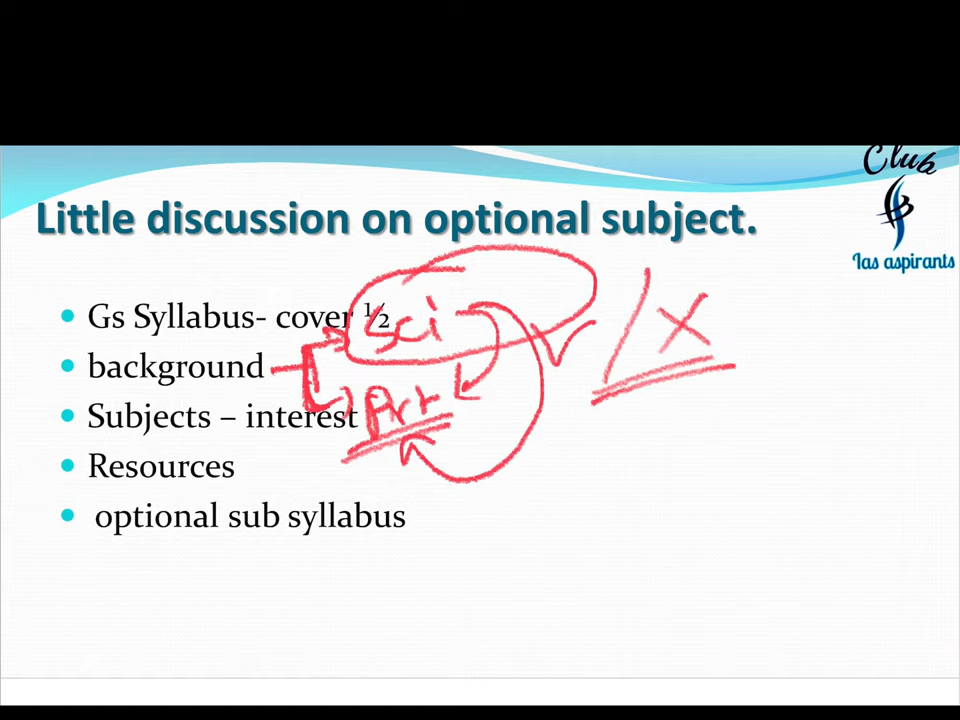 Club
Ias aspirants
Little discussion on optional subject.
Gs Syllabus- cover ½
Sci
✓ / X
background
Art
Subjects – interest
Resources
optional sub syllabus